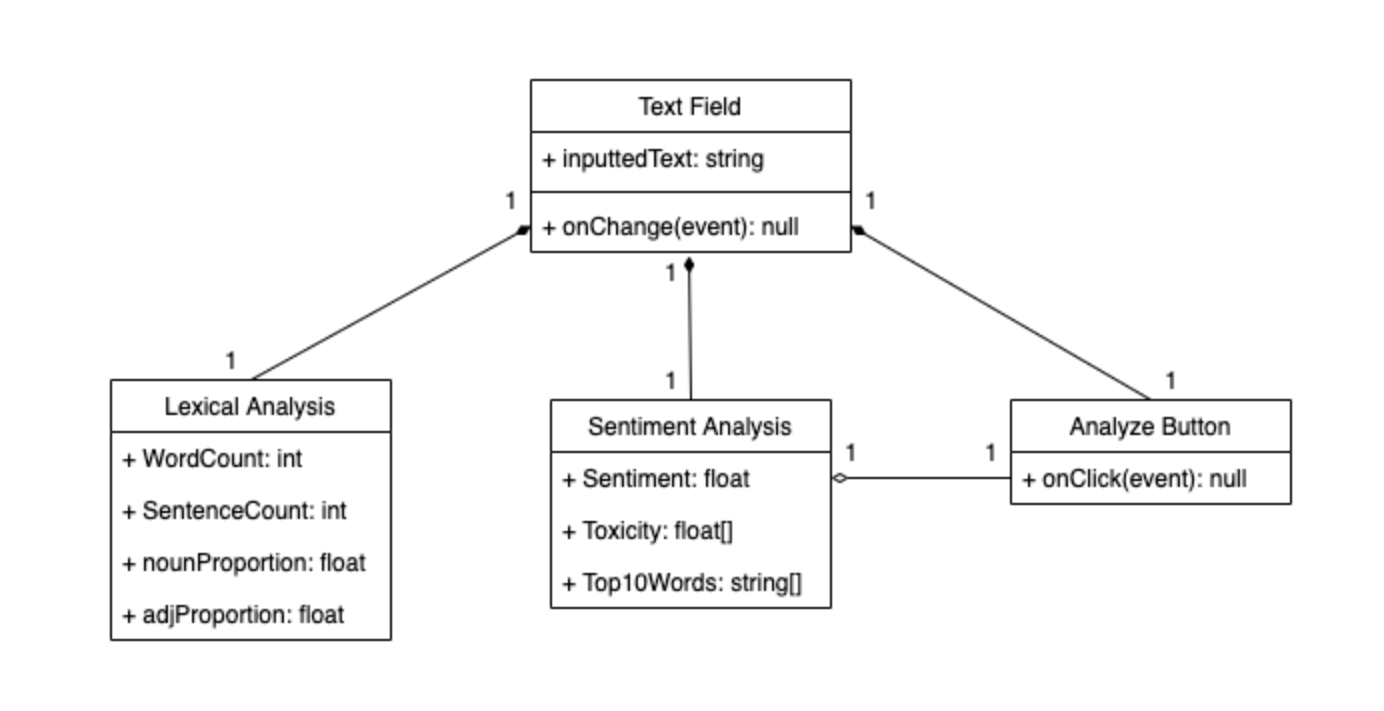 Text Field
+ inputtedText: string
+ onChange(event): null
1
1
1
1
1
1
Lexical Analysis
+ WordCount: int
+ SentenceCount: int
+ nounProportion: float
+ adjProportion: float
Sentiment Analysis
+ Sentiment: float
+ Toxicity: float[]
+ Top10Words: string[]
1
1
Analyze Button
+ onClick(event): null